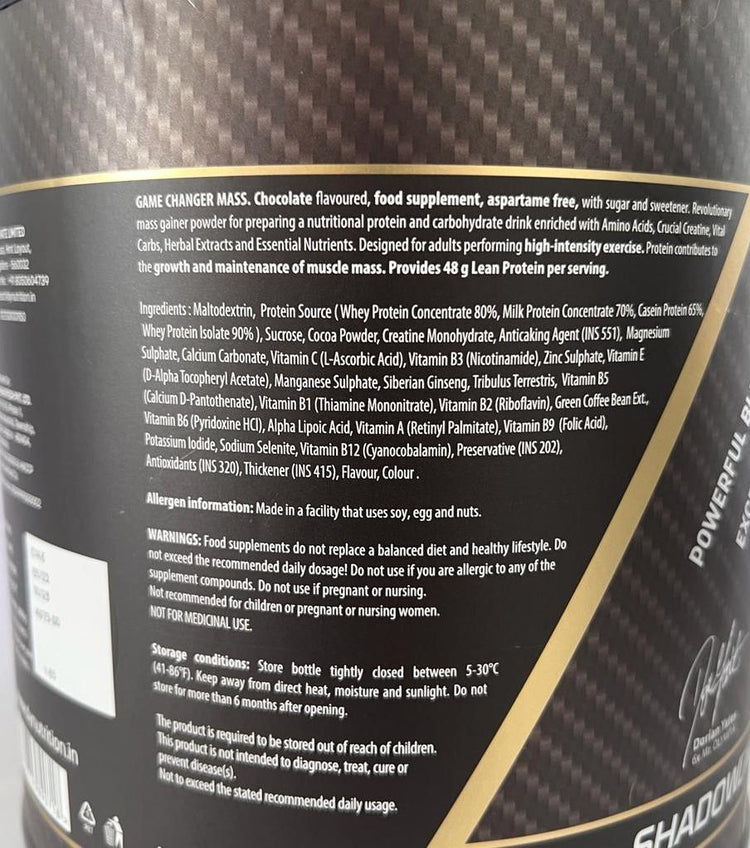 GAME CHANGER MASS. Chocolate flavoured, food supplement, aspartame free, with sugar and sweetener. Revolutionary
mass gainer powder for preparing a nutritional protein and carbohydrate drink enriched with Amino Acids, Crucial Creatine, Vital
Carbs, Herbal Extracts and Essential Nutrients. Designed for adults performing high-intensity exercise. Protein contributes to
the growth and maintenance of muscle mass. Provides 48 g Lean Protein per serving.
Ingredients : Maltodextrin, Protein Source ( Whey Protein Concentrate 80%, Milk Protein Concentrate 70%, Casein Protein 65%,
Whey Protein Isolate 90% ), Sucrose, Cocoa Powder, Creatine Monohydrate, Anticaking Agent (INS 551), Magnesium
Sulphate, Calcium Carbonate, Vitamin C (L-Ascorbic Acid), Vitamin B3 (Nicotinamide), Zinc Sulphate, Vitamin E
(D-Alpha Tocopheryl Acetate), Manganese Sulphate, Siberian Ginseng, Tribulus Terrestris, Vitamin B5
(Calcium D-Pantothenate), Vitamin B1 (Thiamine Mononitrate), Vitamin B2 (Riboflavin), Green Coffee Bean Ext.,
Vitamin B6 (Pyridoxine HCl), Alpha Lipoic Acid, Vitamin A (Retinyl Palmitate), Vitamin B9 (Folic Acid),
Potassium Iodide, Sodium Selenite, Vitamin B12 (Cyanocobalamin), Preservative (INS 202),
Antioxidants (INS 320), Thickener (INS 415), Flavour, Colour .
Allergen information: Made in a facility that uses soy, egg and nuts.
WARNINGS: Food supplements do not replace a balanced diet and healthy lifestyle. Do
not exceed the recommended daily dosage! Do not use if you are allergic to any of the
supplement compounds. Do not use if pregnant or nursing.
Not recommended for children or pregnant or nursing women.
NOT FOR MEDICINAL USE.
Storage conditions: Store bottle tightly closed between 5-30°C
(41-86°F). Keep away from direct heat, moisture and sunlight. Do not
store for more than 6 months after opening.
The product is required to be stored out of reach of children.
This product is not intended to diagnose, treat, cure or
prevent disease(s).
Not to exceed the stated recommended daily usage.
LIMITED
nutrition.in
POWERFUL
Dorian Yates
6x Mr. OLYMPIA
SHADOW